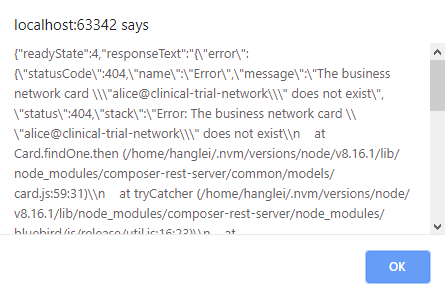 localhost:63342 says
{"readyState":4,"responseText":"{\"error\":
{\"statusCode\":404,\"name\":\"Error\",\"message\":\"The business
network card \\\"alice@clinical-trial-network\\\" does not exist\",
\"status\":404,\"stack\":\"Error: The business network card \\
\"alice@clinical-trial-network\\\" does not exist\\n    at
Card.findOne.then (/home/hanglei/.nvm/versions/node/v8.16.1/lib/
node_modules/composer-rest-server/common/models/
card.js:59:31)\\n    at tryCatcher (/home/hanglei/.nvm/versions/node/
v8.16.1/lib/node_modules/composer-rest-server/node_modules/
bluebird/js/release/util.js:16:23)\\n    at
OK